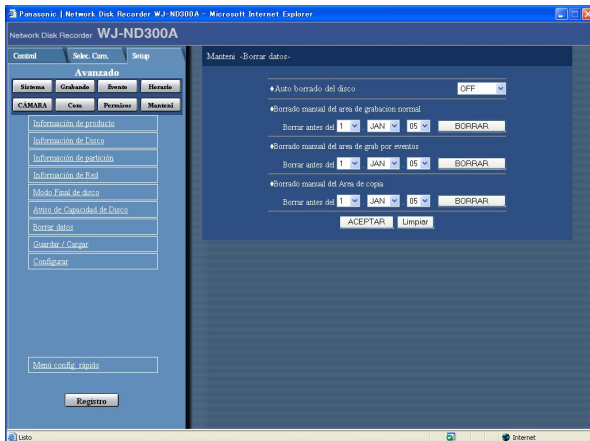 Panasonic | Network Disk Recorder WJ-ND300A - Microsoft Internet Explorer
Network Disk Recorder WJ-ND300A
Control Selec. Cam. Setup
Avanzado
Sistema Grabando Evento Horario
CÁMARA Com Permisos Manteni
Información de producto
Información de Disco
Información de partición
Información de Red
Modo Final de disco
Aviso de Capacidad de Disco
Borrar datos
Guardar / Cargar
Configurar
Menú config. rápido
Registro
Manteni -Borrar datos-
♦Auto borrado del disco OFF
♦Borrado manual del area de grabacion normal
Borrar antes del 1 JAN 05 BORRAR
♦Borrado manual del area de grab por eventos
Borrar antes del 1 JAN 05 BORRAR
♦Borrado manual del Area de copia
Borrar antes del 1 JAN 05 BORRAR
ACEPTAR Limpiar
Listo Internet